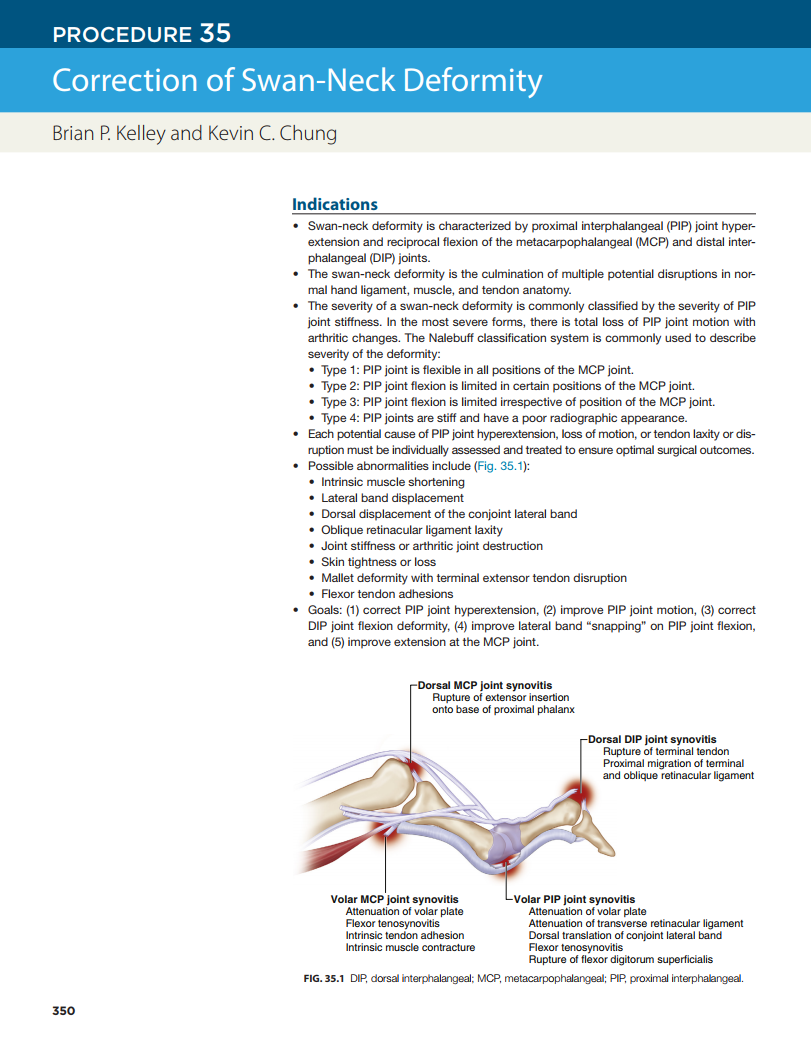 PROCEDURE 35
Correction of Swan-Neck Deformity
Brian P. Kelley and Kevin C. Chung
Indications
• Swan-neck deformity is characterized by proximal interphalangeal (PIP) joint hyper-
extension and reciprocal flexion of the metacarpophalangeal (MCP) and distal inter-
phalangeal (DIP) joints.
• The swan-neck deformity is the culmination of multiple potential disruptions in nor-
mal hand ligament, muscle, and tendon anatomy.
• The severity of a swan-neck deformity is commonly classified by the severity of PIP
joint stiffness. In the most severe forms, there is total loss of PIP joint motion with
arthritic changes. The Nalebuff classification system is commonly used to describe
severity of the deformity:
• Type 1: PIP joint is flexible in all positions of the MCP joint.
• Type 2: PIP joint flexion is limited in certain positions of the MCP joint.
• Type 3: PIP joint flexion is limited irrespective of position of the MCP joint.
• Type 4: PIP joints are stiff and have a poor radiographic appearance.
• Each potential cause of PIP joint hyperextension, loss of motion, or tendon laxity or dis-
ruption must be individually assessed and treated to ensure optimal surgical outcomes.
• Possible abnormalities include (Fig. 35.1):
• Intrinsic muscle shortening
• Lateral band displacement
• Dorsal displacement of the conjoint lateral band
• Oblique retinacular ligament laxity
• Joint stiffness or arthritic joint destruction
• Skin tightness or loss
• Mallet deformity with terminal extensor tendon disruption
• Flexor tendon adhesions
• Goals: (1) correct PIP joint hyperextension, (2) improve PIP joint motion, (3) correct
DIP joint flexion deformity, (4) improve lateral band “snapping” on PIP joint flexion,
and (5) improve extension at the MCP joint.
Dorsal MCP joint synovitis
Rupture of extensor insertion
onto base of proximal phalanx
Dorsal DIP joint synovitis
Rupture of terminal tendon
Proximal migration of terminal
and oblique retinacular ligament
Volar MCP joint synovitis
Attenuation of volar plate
Flexor tenosynovitis
Intrinsic tendon adhesion
Intrinsic muscle contracture
Volar PIP joint synovitis
Attenuation of volar plate
Attenuation of transverse retinacular ligament
Dorsal translation of conjoint lateral band
Flexor tenosynovitis
Rupture of flexor digitorum superficialis
FIG. 35.1 DIP, dorsal interphalangeal; MCP, metacarpophalangeal; PIP, proximal interphalangeal.
350